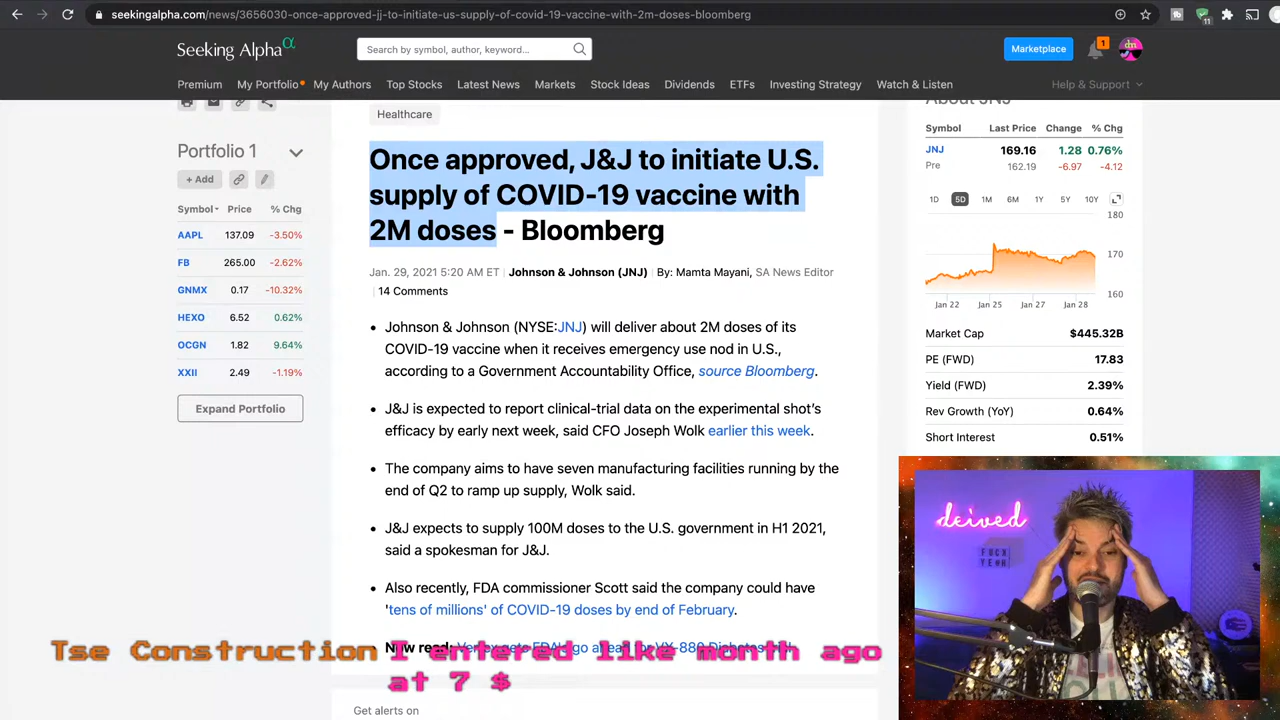 seekingalpha.com/news/3656030-once-approved-jj-to-initiate-us-supply-of-covid-19-vaccine-with-2m-doses-bloomberg
11
Seeking Alpha α
Search by symbol, author, keyword...
Marketplace
1
Premium My Portfolio My Authors Top Stocks Latest News Markets Stock Ideas Dividends ETFs Investing Strategy Watch & Listen Help & Support
Portfolio 1
+ Add
Symbol Price % Chg
AAPL 137.09 -3.50%
FB 265.00 -2.62%
GNMX 0.17 -10.32%
HEXO 6.52 0.62%
OCGN 1.82 9.64%
XXII 2.49 -1.19%
Expand Portfolio
Healthcare
Once approved, J&J to initiate U.S.
supply of COVID-19 vaccine with
2M doses - Bloomberg
Jan. 29, 2021 5:20 AM ET | Johnson & Johnson (JNJ) | By: Mamta Mayani, SA News Editor
| 14 Comments
• Johnson & Johnson (NYSE:JNJ) will deliver about 2M doses of its
COVID-19 vaccine when it receives emergency use nod in U.S.,
according to a Government Accountability Office, source Bloomberg.
• J&J is expected to report clinical-trial data on the experimental shot's
efficacy by early next week, said CFO Joseph Wolk earlier this week.
• The company aims to have seven manufacturing facilities running by the
end of Q2 to ramp up supply, Wolk said.
• J&J expects to supply 100M doses to the U.S. government in H1 2021,
said a spokesman for J&J.
• Also recently, FDA commissioner Scott said the company could have
'tens of millions' of COVID-19 doses by end of February.
Now read:
Tse Construction I entered like month ago
at 7 $
Get alerts on
About JNJ
Symbol Last Price Change % Chg
JNJ 169.16 1.28 0.76%
Pre 162.19 -6.97 -4.12
1D 5D 1M 6M 1Y 5Y 10Y
180
170
160
Jan 22 Jan 25 Jan 27 Jan 28
Market Cap $445.32B
PE (FWD) 17.83
Yield (FWD) 2.39%
Rev Growth (YoY) 0.64%
Short Interest 0.51%
deived
FUCK
YEAH